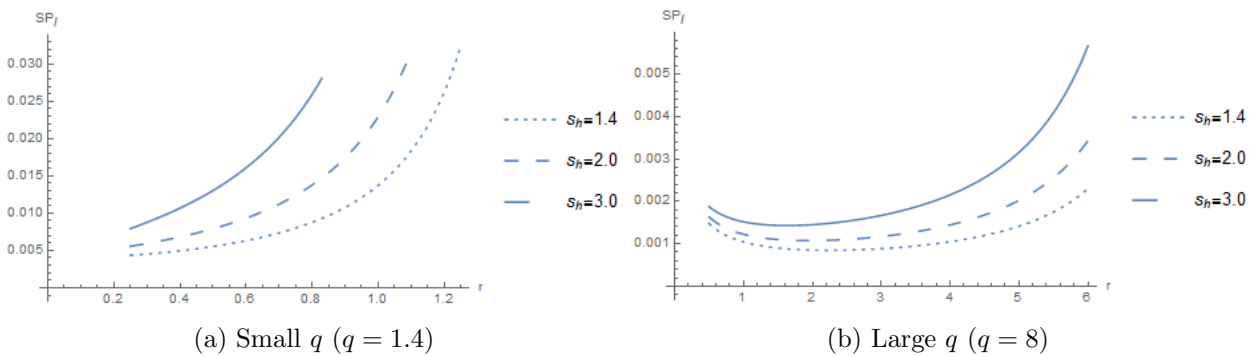 SP_l
0.030
0.025
0.020
0.015
0.010
0.005
0.2 0.4 0.6 0.8 1.0 1.2 r
s_h=1.4
s_h=2.0
s_h=3.0
(a) Small q (q = 1.4)
SP_l
0.005
0.004
0.003
0.002
0.001
1 2 3 4 5 6 r
s_h=1.4
s_h=2.0
s_h=3.0
(b) Large q (q = 8)